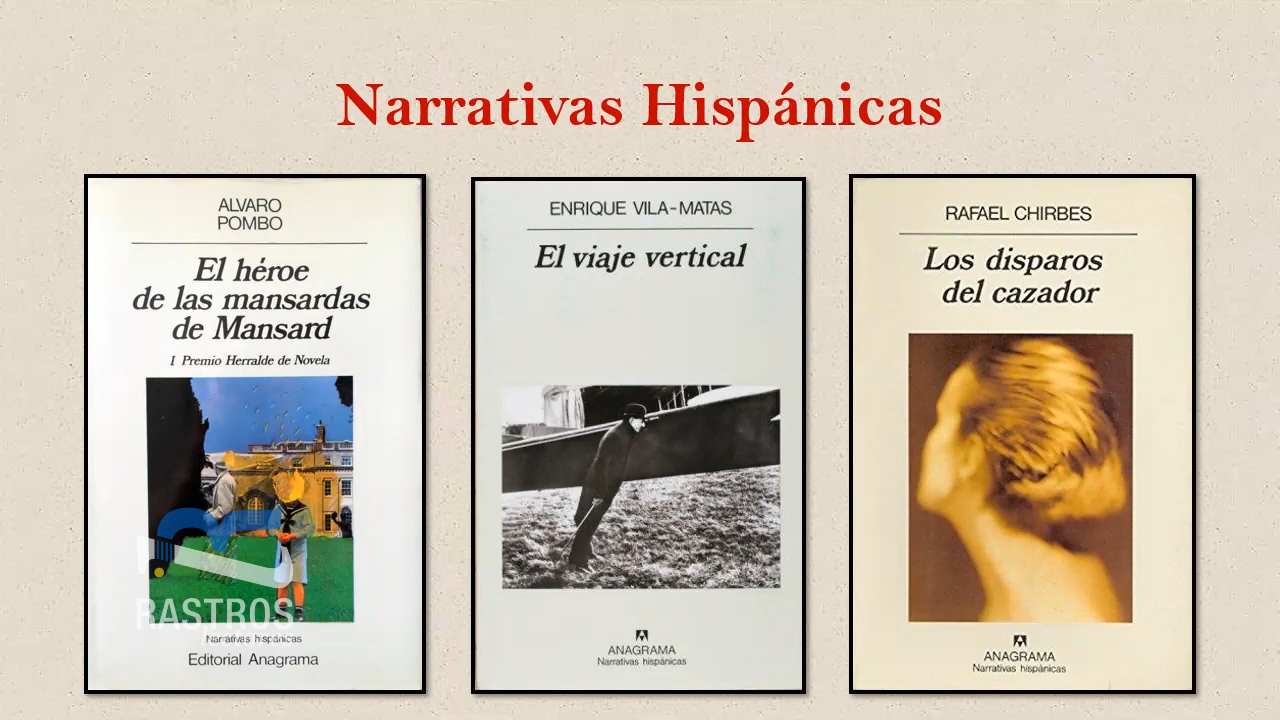 Narrativas Hispánicas
ALVARO
POMBO
El héroe
de las mansardas
de Mansard
I Premio Herralde de Novela
RASTROS
Narrativas hispánicas
Editorial Anagrama
ENRIQUE VILA-MATAS
El viaje vertical
ANAGRAMA
Narrativas hispánicas
RAFAEL CHIRBES
Los disparos
del cazador
ANAGRAMA
Narrativas hispánicas